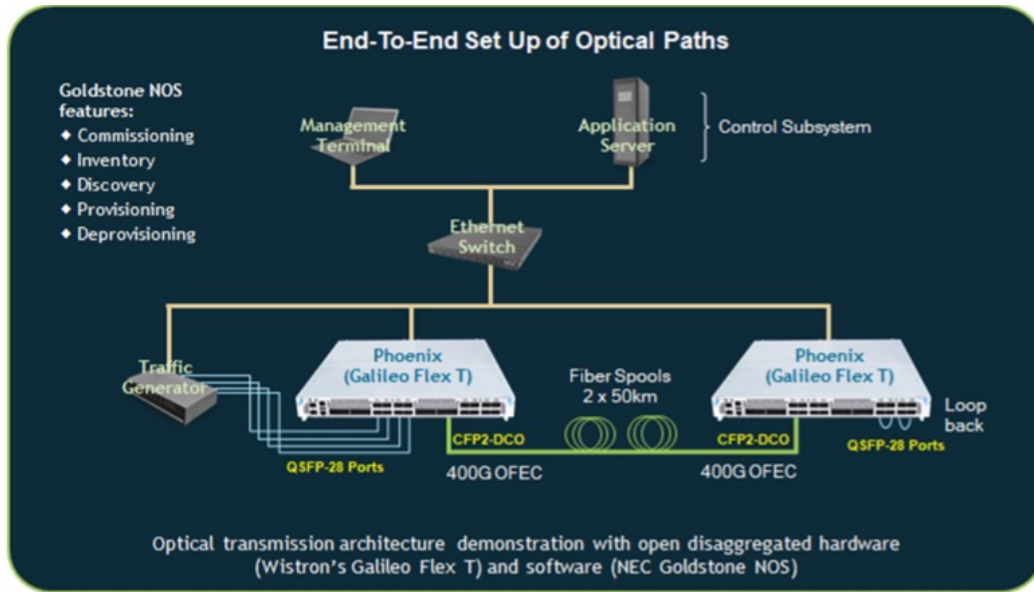 End-To-End Set Up of Optical Paths
Goldstone NOS
features:
◆ Commissioning
◆ Inventory
◆ Discovery
◆ Provisioning
◆ Deprovisioning
Management
Terminal
Application
Server
Control Subsystem
Ethernet
Switch
Traffic
Generator
Phoenix
(Galileo Flex T)
Fiber Spools
2 x 50km
Phoenix
(Galileo Flex T)
Loop
back
QSFP-28 Ports
CFP2-DCO
400G OFEC
CFP2-DCO
400G OFEC
QSFP-28 Ports
Optical transmission architecture demonstration with open disaggregated hardware
(Wistron's Galileo Flex T) and software (NEC Goldstone NOS)